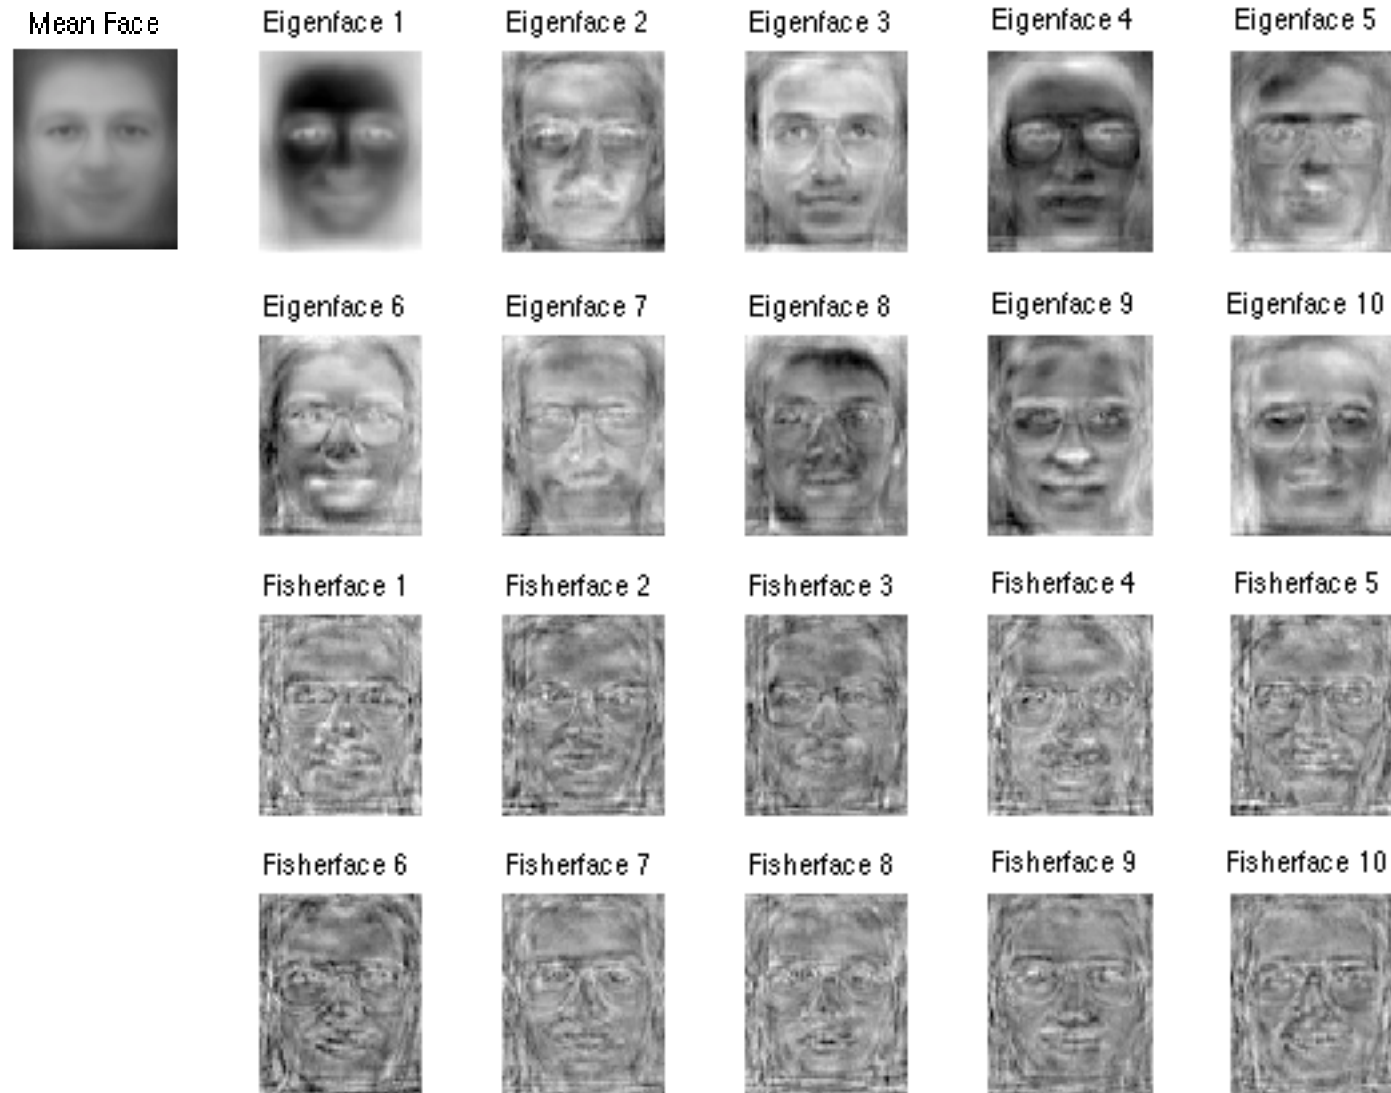 Mean Face
Eigenface 1
Eigenface 2
Eigenface 3
Eigenface 4
Eigenface 5
Eigenface 6
Eigenface 7
Eigenface 8
Eigenface 9
Eigenface 10
Fisherface 1
Fisherface 2
Fisherface 3
Fisherface 4
Fisherface 5
Fisherface 6
Fisherface 7
Fisherface 8
Fisherface 9
Fisherface 10